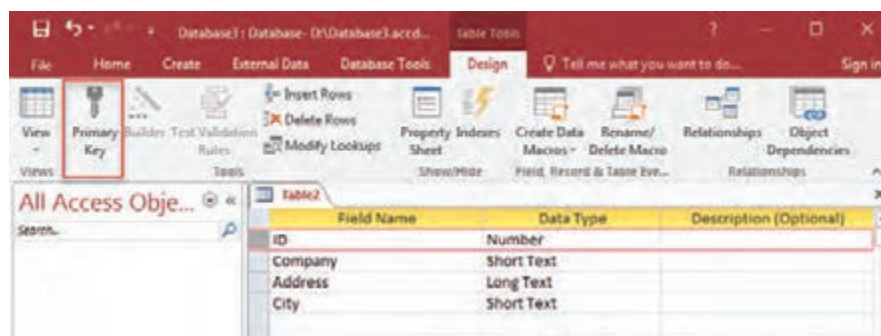 Database3 : Database- D:\Database3.accd... Table Tools ?
File Home Create External Data Database Tools Design Tell me what you want to do... Sign in
View Primary Key Builder Test Validation Rules Insert Rows Delete Rows Modify Lookups Property Sheet Indexes Create Data Macros Rename/ Delete Macro Relationships Object Dependencies
Views Tools Show/Hide Field, Record & Table Eve... Relationships
All Access Obje... Table2
Search..
Field Name Data Type Description (Optional)
ID Number
Company Short Text
Address Long Text
City Short Text